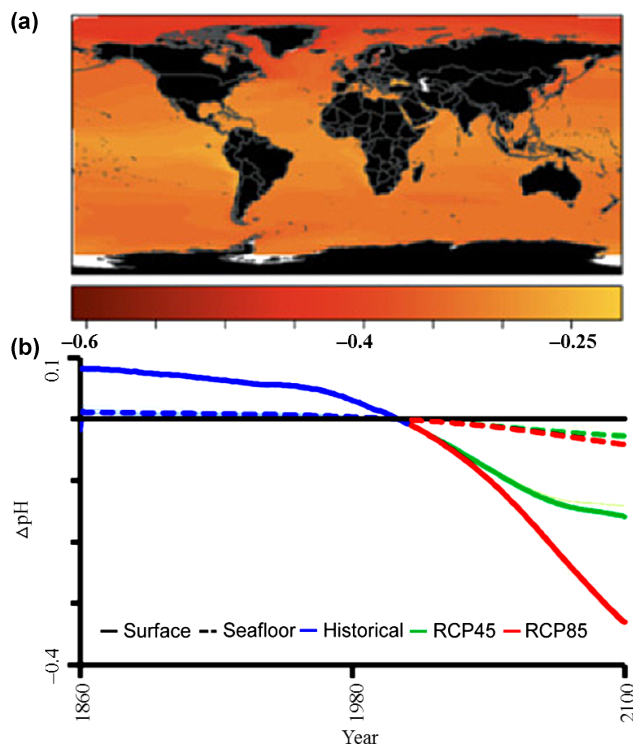 (a)
−0.6 −0.4 −0.25
(b)
0.1
ΔpH
−0.4
Surface Seafloor Historical RCP45 RCP85
1860 1980 2100
Year